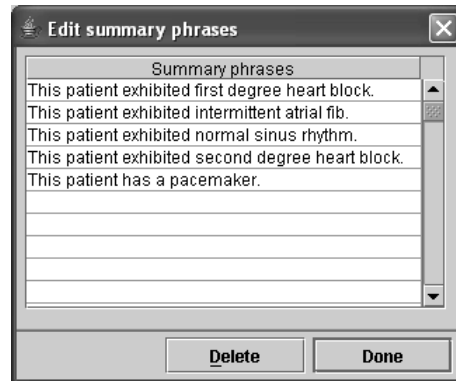 Edit summary phrases
Summary phrases
This patient exhibited first degree heart block.
This patient exhibited intermittent atrial fib.
This patient exhibited normal sinus rhythm.
This patient exhibited second degree heart block.
This patient has a pacemaker.
Delete Done